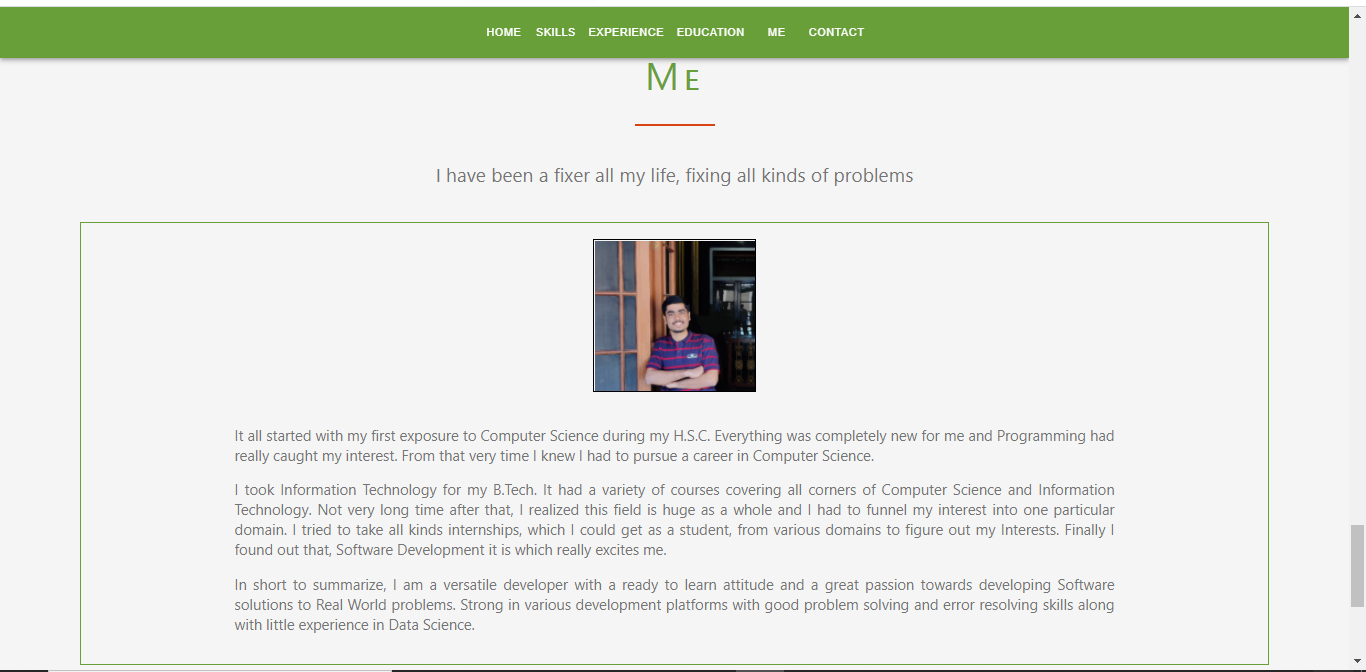 HOME SKILLS EXPERIENCE EDUCATION ME CONTACT
ME
I have been a fixer all my life, fixing all kinds of problems
It all started with my first exposure to Computer Science during my H.S.C. Everything was completely new for me and Programming had
really caught my interest. From that very time I knew I had to pursue a career in Computer Science.
I took Information Technology for my B.Tech. It had a variety of courses covering all corners of Computer Science and Information
Technology. Not very long time after that, I realized this field is huge as a whole and I had to funnel my interest into one particular
domain. I tried to take all kinds internships, which I could get as a student, from various domains to figure out my Interests. Finally I
found out that, Software Development it is which really excites me.
In short to summarize, I am a versatile developer with a ready to learn attitude and a great passion towards developing Software
solutions to Real World problems. Strong in various development platforms with good problem solving and error resolving skills along
with little experience in Data Science.